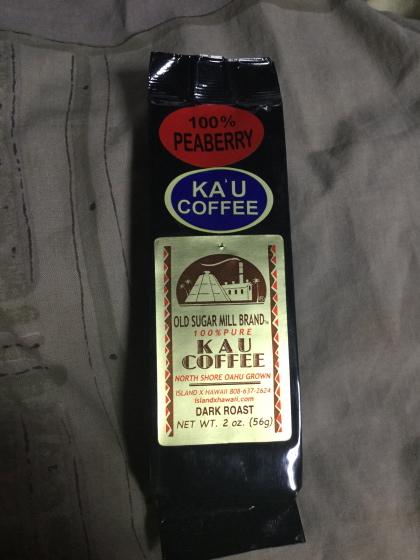 100%
PEABERRY
KA'U
COFFEE
OLD SUGAR MILL BRAND™
100% PURE
KAU
COFFEE
NORTH SHORE OAHU GROWN
ISLAND X HAWAII 808-637-2624
islandxhawaii.com
DARK ROAST
NET WT. 2 oz. (56g)